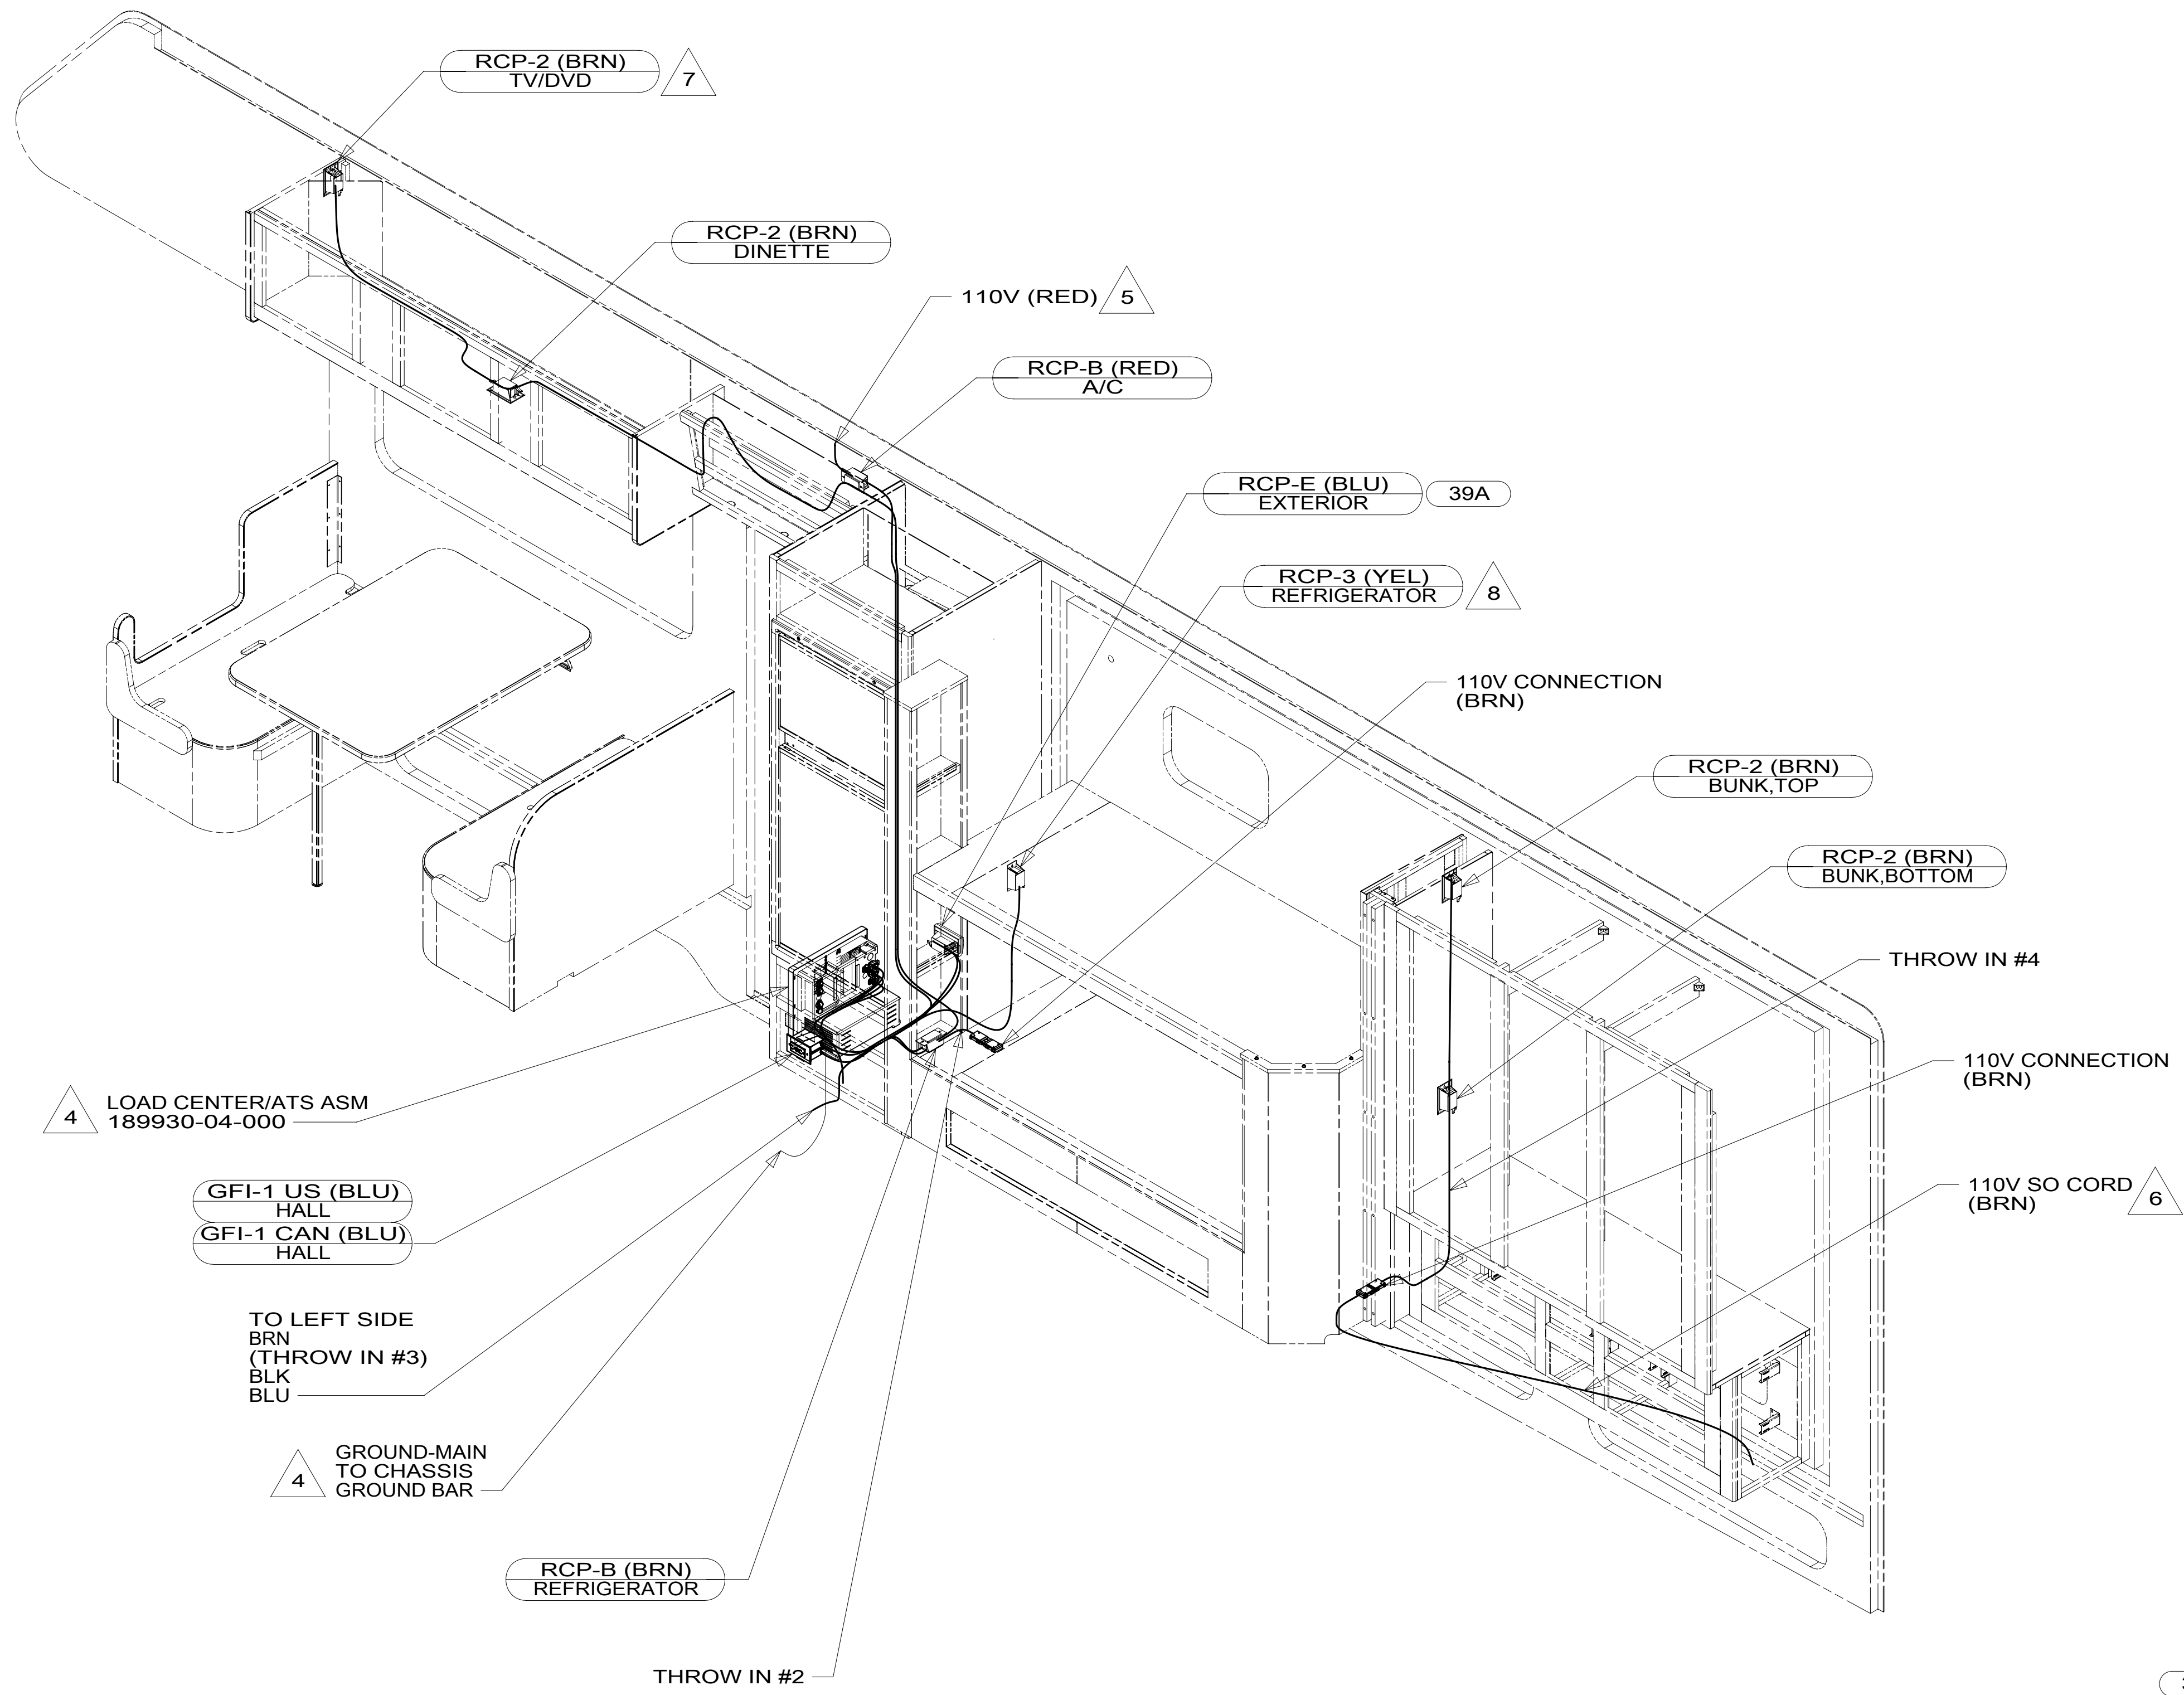 RCP-2 (BRN)
TV/DVD
7
RCP-2 (BRN)
DINETTE
110V (RED)
5
RCP-B (RED)
A/C
RCP-E (BLU)
EXTERIOR
39A
RCP-3 (YEL)
REFRIGERATOR
8
110V CONNECTION
(BRN)
RCP-2 (BRN)
BUNK,TOP
RCP-2 (BRN)
BUNK,BOTTOM
THROW IN #4
110V CONNECTION
(BRN)
4
LOAD CENTER/ATS ASM
189930-04-000
110V SO CORD
(BRN)
6
GFI-1 US (BLU)
HALL
GFI-1 CAN (BLU)
HALL
TO LEFT SIDE
BRN
(THROW IN #3)
BLK
BLU
4
GROUND-MAIN
TO CHASSIS
GROUND BAR
RCP-B (BRN)
REFRIGERATOR
THROW IN #2